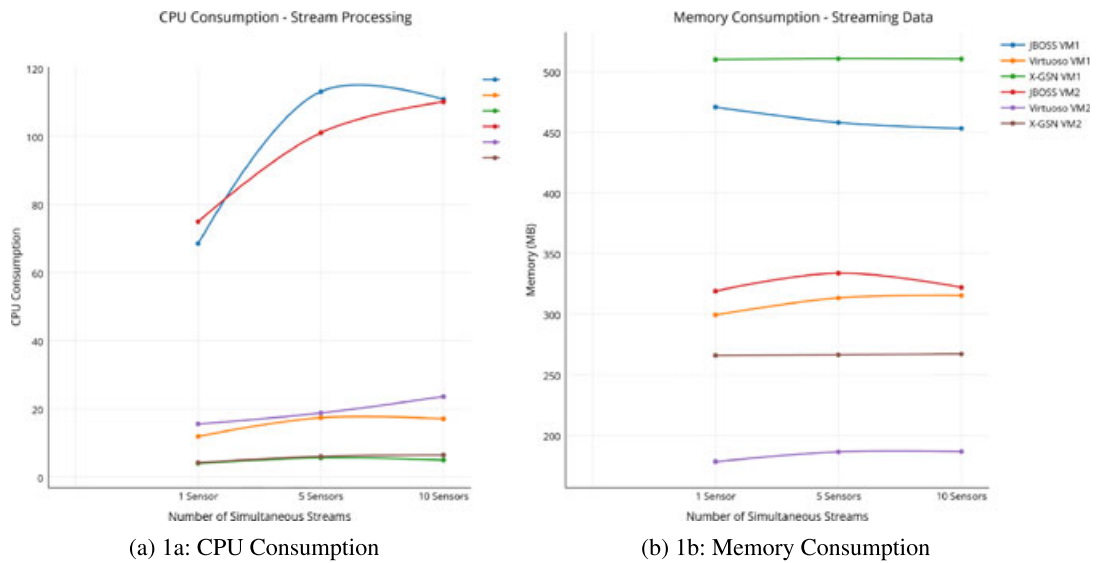 CPU Consumption - Stream Processing
120
100
80
60
40
20
0
CPU Consumption
1 Sensor
5 Sensors
10 Sensors
Number of Simultaneous Streams
(a) 1a: CPU Consumption
Memory Consumption - Streaming Data
500
450
400
350
300
250
200
Memory (MB)
1 Sensor
5 Sensors
10 Sensors
Number of Simultaneous Streams
JBOSS VM1
Virtuoso VM1
X-GSN VM1
JBOSS VM2
Virtuoso VM2
X-GSN VM2
(b) 1b: Memory Consumption